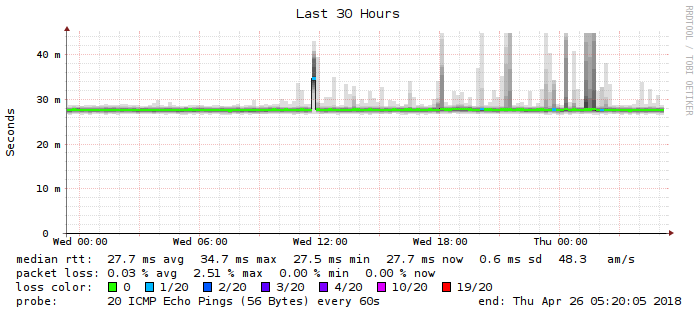 Last 30 Hours
RRDTOOL / TOBI OETIKER
Seconds
40 m
30 m
20 m
10 m
0
Wed 00:00 Wed 06:00 Wed 12:00 Wed 18:00 Thu 00:00
median rtt: 27.7 ms avg 34.7 ms max 27.5 ms min 27.7 ms now 0.6 ms sd 48.3 am/s
packet loss: 0.03 % avg 2.51 % max 0.00 % min 0.00 % now
loss color: 0 1/20 2/20 3/20 4/20 10/20 19/20
probe: 20 ICMP Echo Pings (56 Bytes) every 60s end: Thu Apr 26 05:20:05 2018